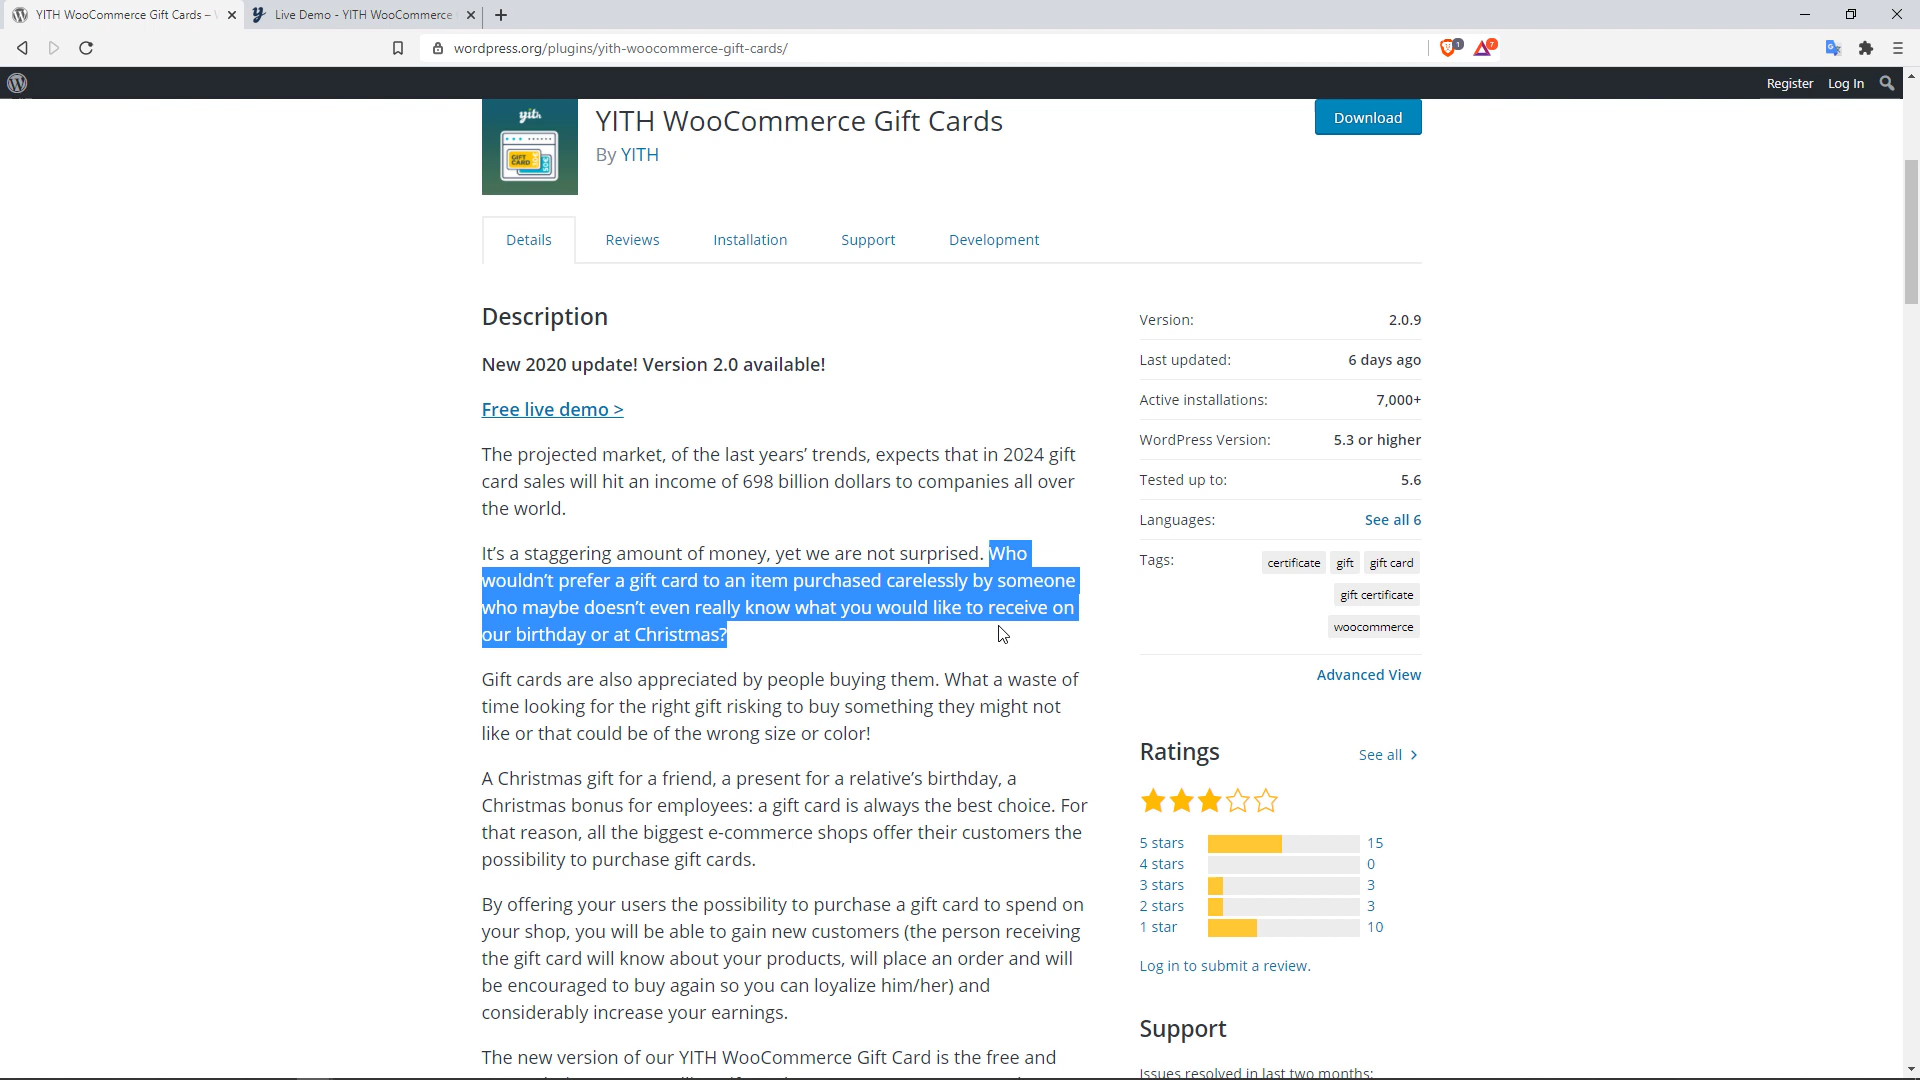 YITH WooCommerce Gift Cards –
Live Demo - YITH WooCommerce
wordpress.org/plugins/yith-woocommerce-gift-cards/
1
7
Register
Log In
yith
GIFT CARD
YITH WooCommerce Gift Cards
By YITH
Download
Details
Reviews
Installation
Support
Development
Description
New 2020 update! Version 2.0 available!
Free live demo >
The projected market, of the last years’ trends, expects that in 2024 gift
card sales will hit an income of 698 billion dollars to companies all over
the world.
It’s a staggering amount of money, yet we are not surprised. Who
wouldn’t prefer a gift card to an item purchased carelessly by someone
who maybe doesn’t even really know what you would like to receive on
our birthday or at Christmas?
Gift cards are also appreciated by people buying them. What a waste of
time looking for the right gift risking to buy something they might not
like or that could be of the wrong size or color!
A Christmas gift for a friend, a present for a relative’s birthday, a
Christmas bonus for employees: a gift card is always the best choice. For
that reason, all the biggest e-commerce shops offer their customers the
possibility to purchase gift cards.
By offering your users the possibility to purchase a gift card to spend on
your shop, you will be able to gain new customers (the person receiving
the gift card will know about your products, will place an order and will
be encouraged to buy again so you can loyalize him/her) and
considerably increase your earnings.
The new version of our YITH WooCommerce Gift Card is the free and
Version: 2.0.9
Last updated: 6 days ago
Active installations: 7,000+
WordPress Version: 5.3 or higher
Tested up to: 5.6
Languages: See all 6
Tags: certificate gift gift card
gift certificate
woocommerce
Advanced View
Ratings See all >
5 stars 15
4 stars 0
3 stars 3
2 stars 3
1 star 10
Log in to submit a review.
Support
Issues resolved in last two months: